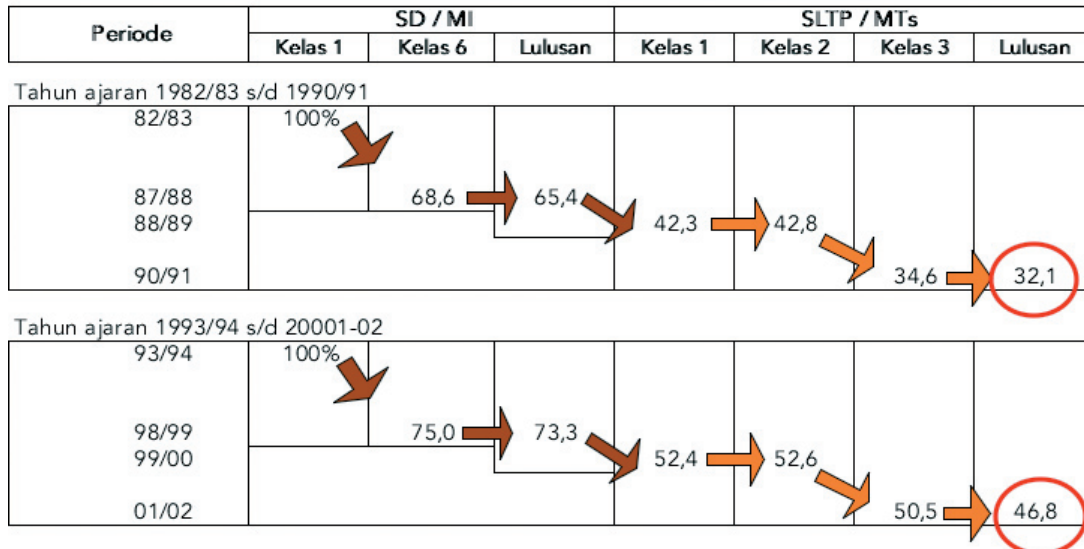 Periode SD / MI SLTP / MTs
Kelas 1 Kelas 6 Lulusan Kelas 1 Kelas 2 Kelas 3 Lulusan
Tahun ajaran 1982/83 s/d 1990/91
82/83 100%
87/88 68,6 65,4
88/89 42,3 42,8
90/91 34,6 32,1
Tahun ajaran 1993/94 s/d 20001-02
93/94 100%
98/99 75,0 73,3
99/00 52,4 52,6
01/02 50,5 46,8